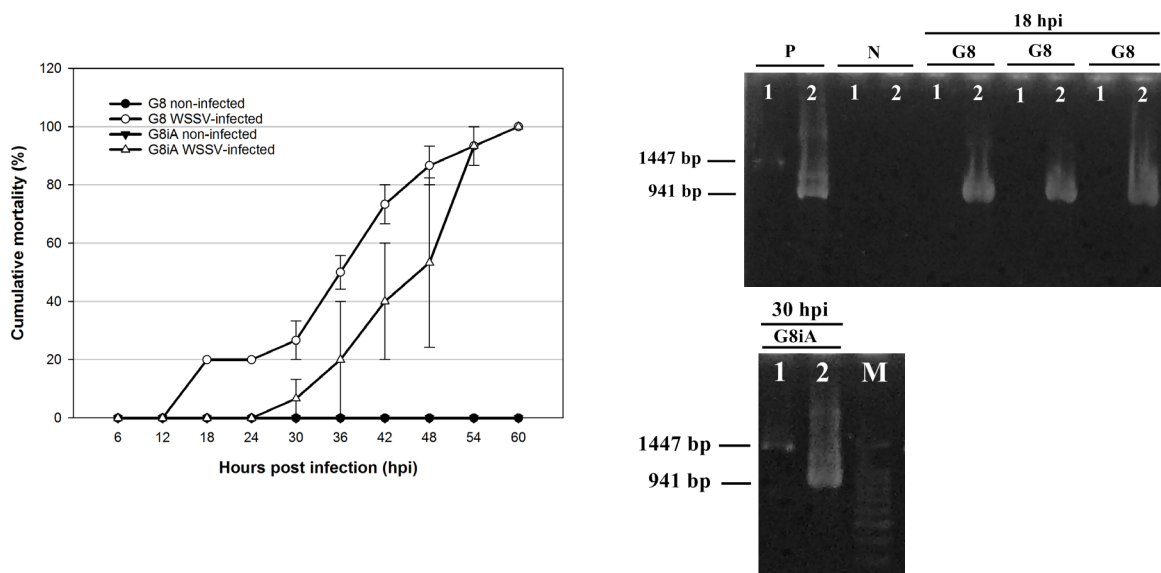 120
100
80
60
40
20
0
Cumulative mortality (%)
G8 non-infected
G8 WSSV-infected
G8iA non-infected
G8iA WSSV-infected
6 12 18 24 30 36 42 48 54 60
Hours post infection (hpi)
18 hpi
P N G8 G8 G8
1 2 1 2 1 2 1 2 1 2
1447 bp
941 bp
30 hpi
G8iA
1 2 M
1447 bp
941 bp